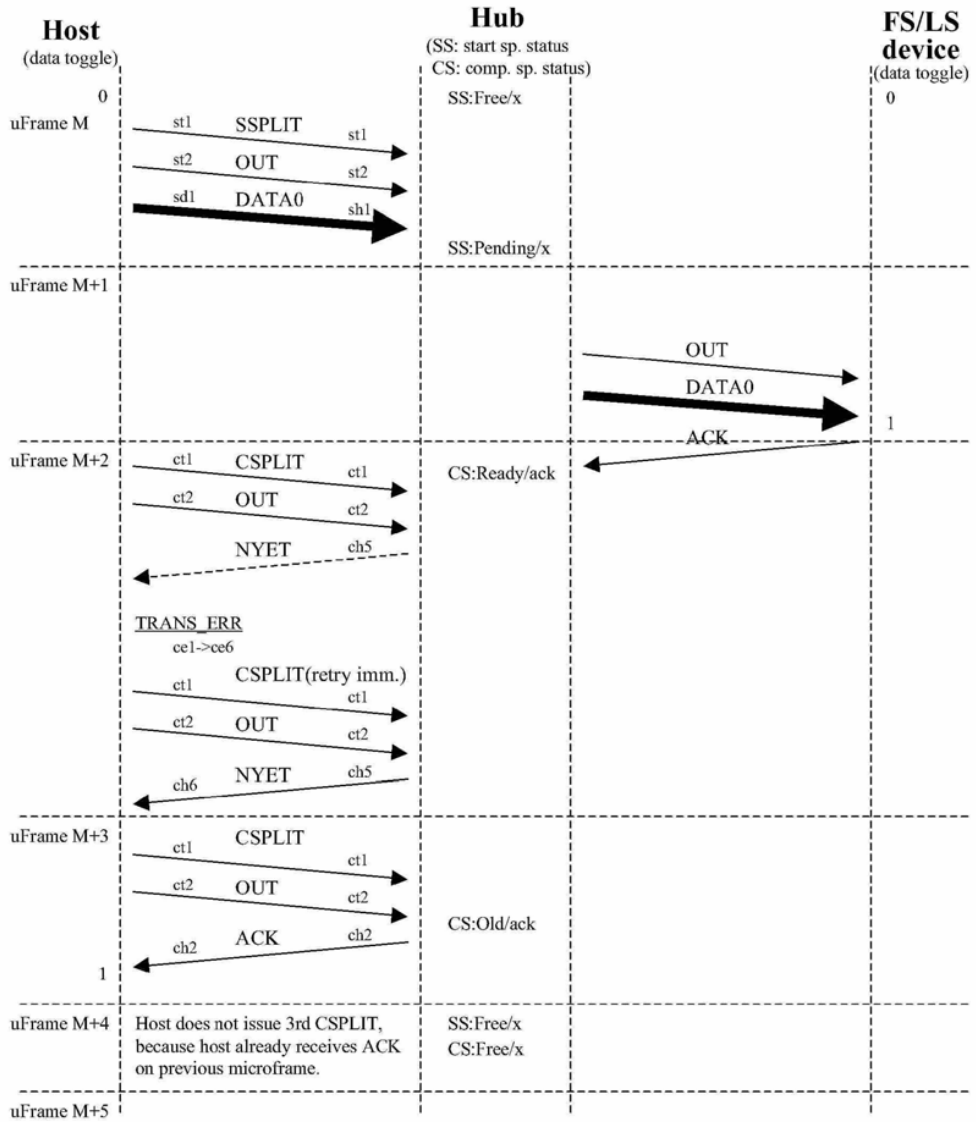 Host
(data toggle)
Hub
(SS: start sp. status
CS: comp. sp. status)
FS/LS
device
(data toggle)
0
SS:Free/x
0
uFrame M
st1 SSPLIT st1
st2 OUT st2
sd1 DATA0 sh1
SS:Pending/x
uFrame M+1
OUT
DATA0
1
ACK
uFrame M+2
ct1 CSPLIT ct1
CS:Ready/ack
ct2 OUT ct2
NYET ch5
TRANS_ERR
ce1->ce6
CSPLIT(retry imm.)
ct1 ct1
ct2 OUT ct2
ch6 NYET ch5
uFrame M+3
CSPLIT
ct1 ct1
ct2 OUT ct2
CS:Old/ack
ch2 ACK ch2
1
uFrame M+4
Host does not issue 3rd CSPLIT,
because host already receives ACK
on previous microframe.
SS:Free/x
CS:Free/x
uFrame M+5